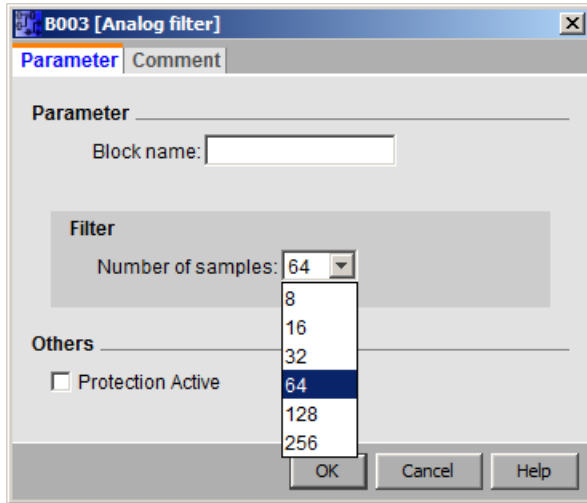 B003 [Analog filter]
Parameter Comment
Parameter
Block name:
Filter
Number of samples: 64
8
16
32
64
128
256
Others
Protection Active
OK Cancel Help